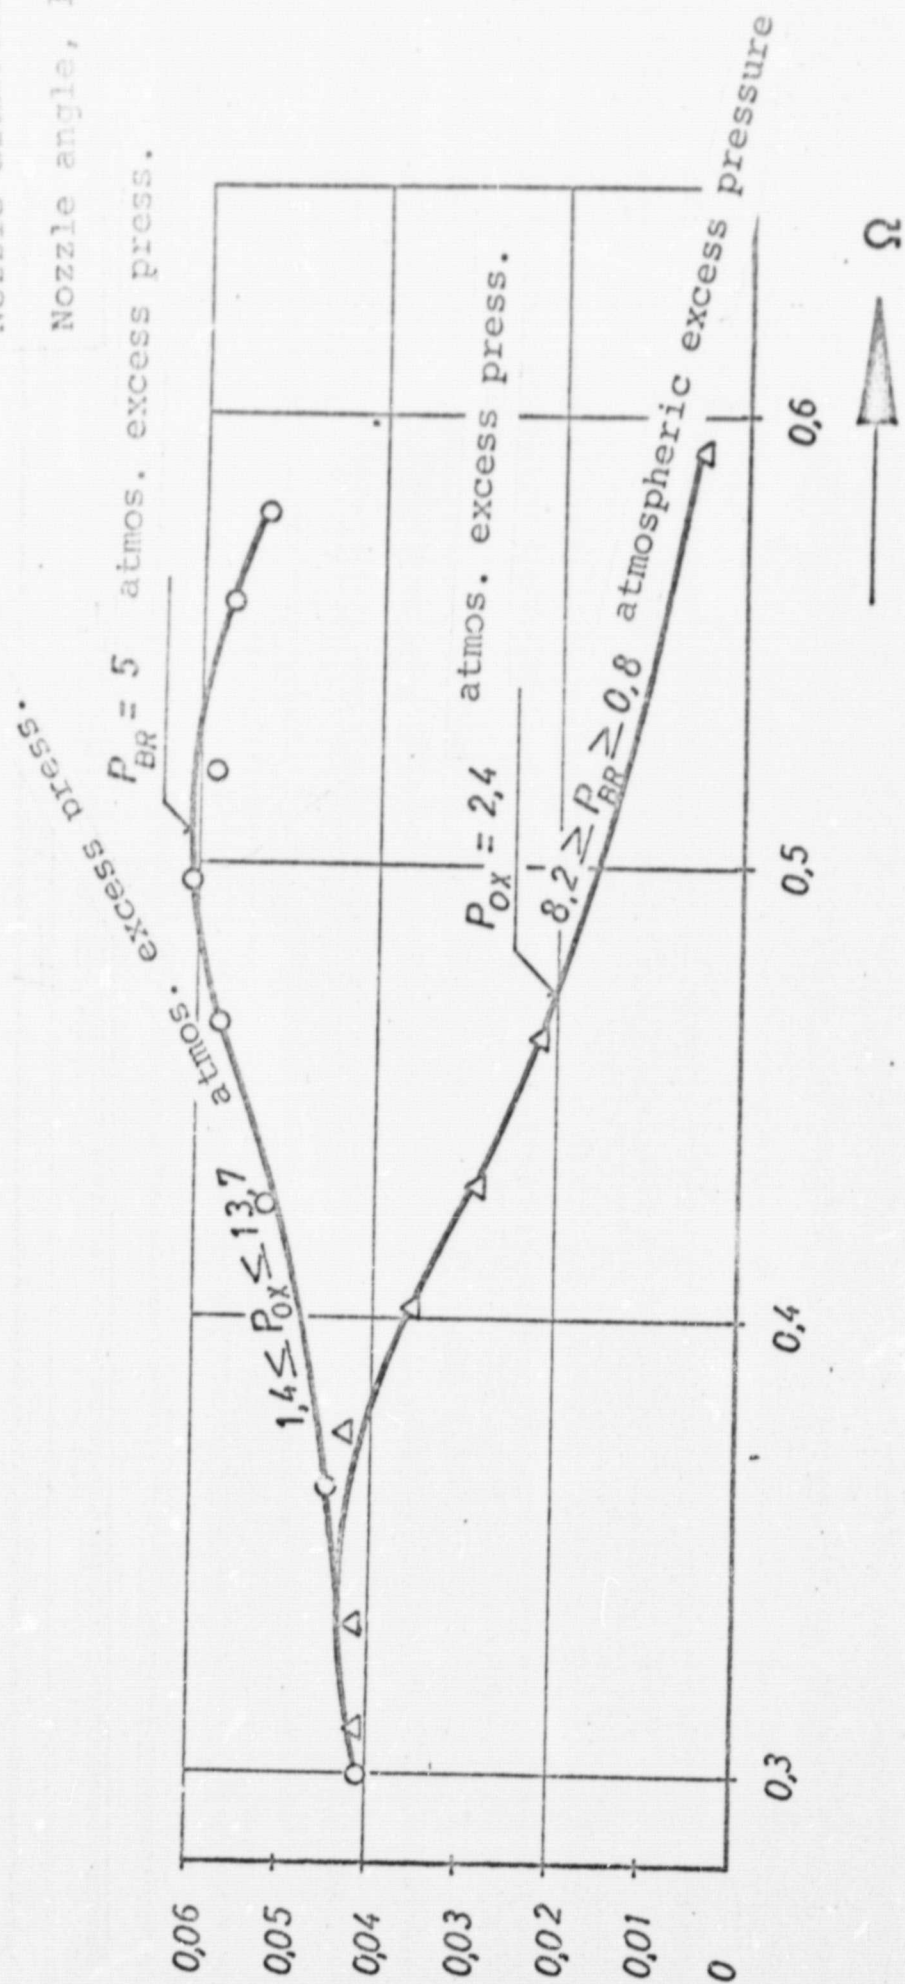 Nozzle angle,
P_BR = 5 atmos. excess press.
1,4 ≤ P_OX ≤ 13,7 atmos. excess press.
P_OX = 2,4 atmos. excess press.
8,2 ≥ P_BR ≥ 0,8 atmospheric excess pressure
0,06
0,05
0,04
0,03
0,02
0,01
0
0,3
0,4
0,5
0,6
Ω